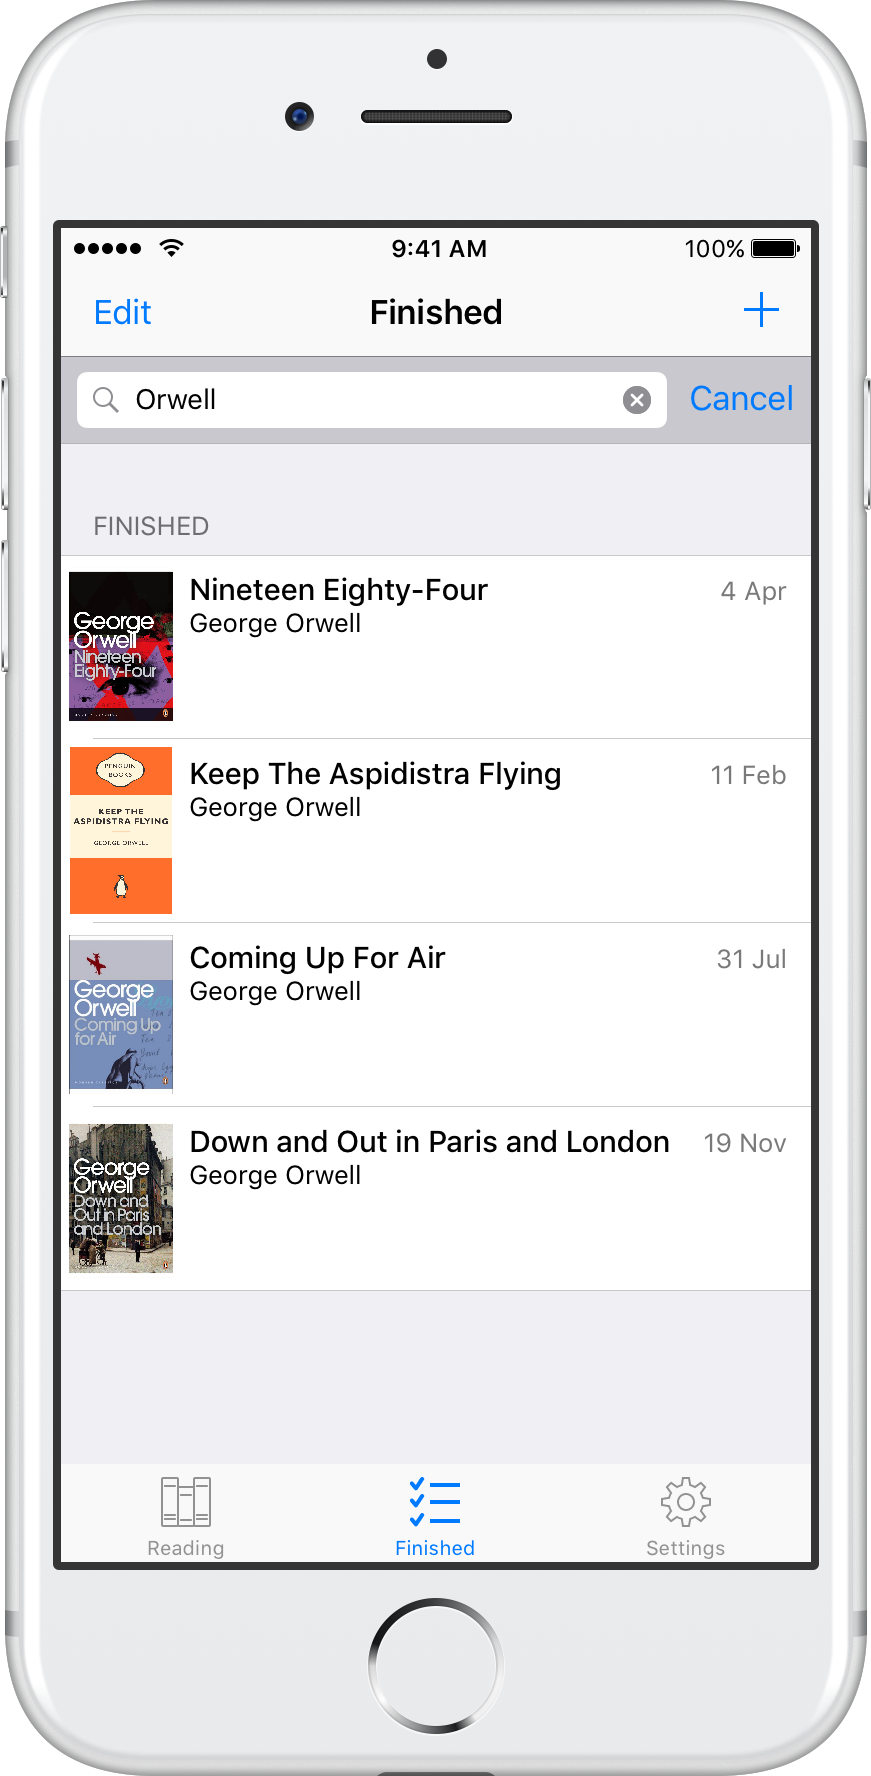 9:41 AM
100%
Edit
Finished
Orwell
Cancel
FINISHED
George
Orwell
Nineteen
Eighty-Four
Nineteen Eighty-Four
4 Apr
George Orwell
PENGUIN
BOOKS
KEEP THE
ASPIDISTRA FLYING
GEORGE ORWELL
Keep The Aspidistra Flying
11 Feb
George Orwell
George
Orwell
Coming Up
for Air
Coming Up For Air
31 Jul
George Orwell
George
Orwell
Down and
Out in Paris
and London
Down and Out in Paris and London
19 Nov
George Orwell
Reading
Finished
Settings